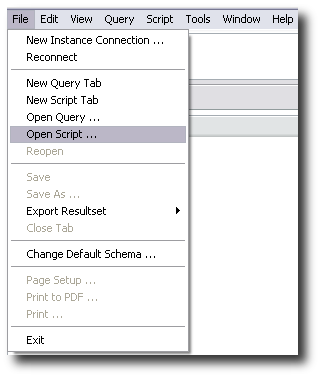 File Edit View Query Script Tools Window Help
New Instance Connection ...
Reconnect
New Query Tab
New Script Tab
Open Query ...
Open Script ...
Reopen
Save
Save As ...
Export Resultset
Close Tab
Change Default Schema ...
Page Setup ...
Print to PDF ...
Print ...
Exit